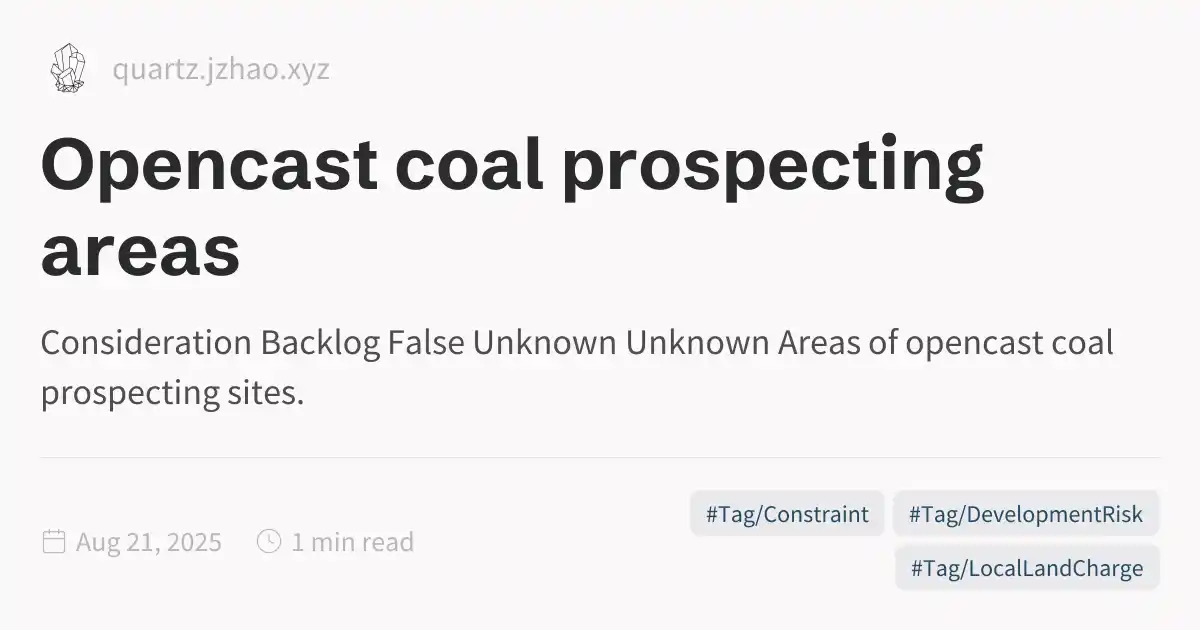 quartz.jzhao.xyz
Opencast coal prospecting
areas
Consideration Backlog False Unknown Unknown Areas of opencast coal
prospecting sites.
Aug 21, 2025
1 min read
#Tag/Constraint
#Tag/DevelopmentRisk
#Tag/LocalLandCharge